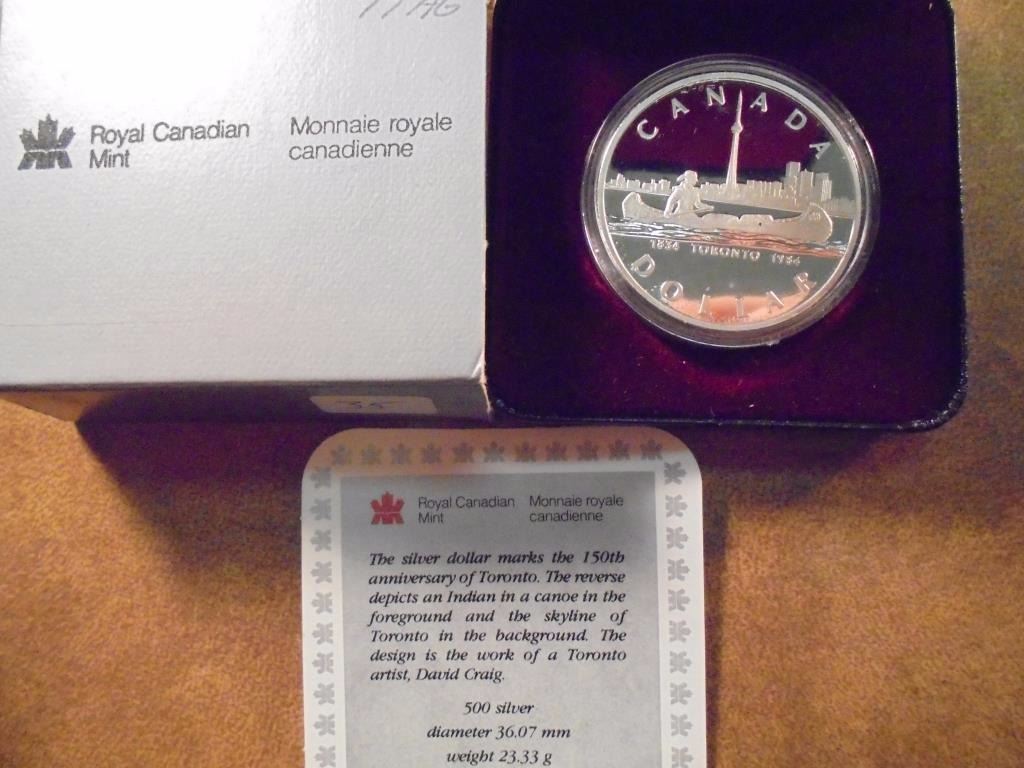 Royal Canadian
Mint
Monnaie royale
canadienne
CANADA
1834 TORONTO 1984
DOLLAR
35
Royal Canadian
Mint
Monnaie royale
canadienne
The silver dollar marks the 150th
anniversary of Toronto. The reverse
depicts an Indian in a canoe in the
foreground and the skyline of
Toronto in the background. The
design is the work of a Toronto
artist, David Craig.
500 silver
diameter 36.07 mm
weight 23.33 g